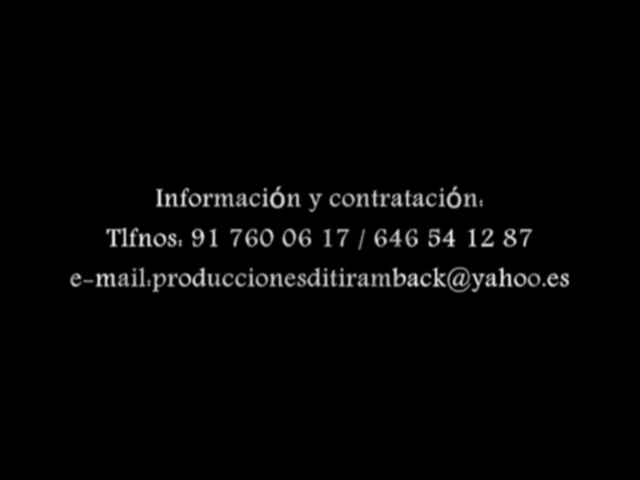 Información y contratación:
Tlfnos: 91 760 06 17 / 646 54 12 87
e-mail:produccionesditiramback@yahoo.es